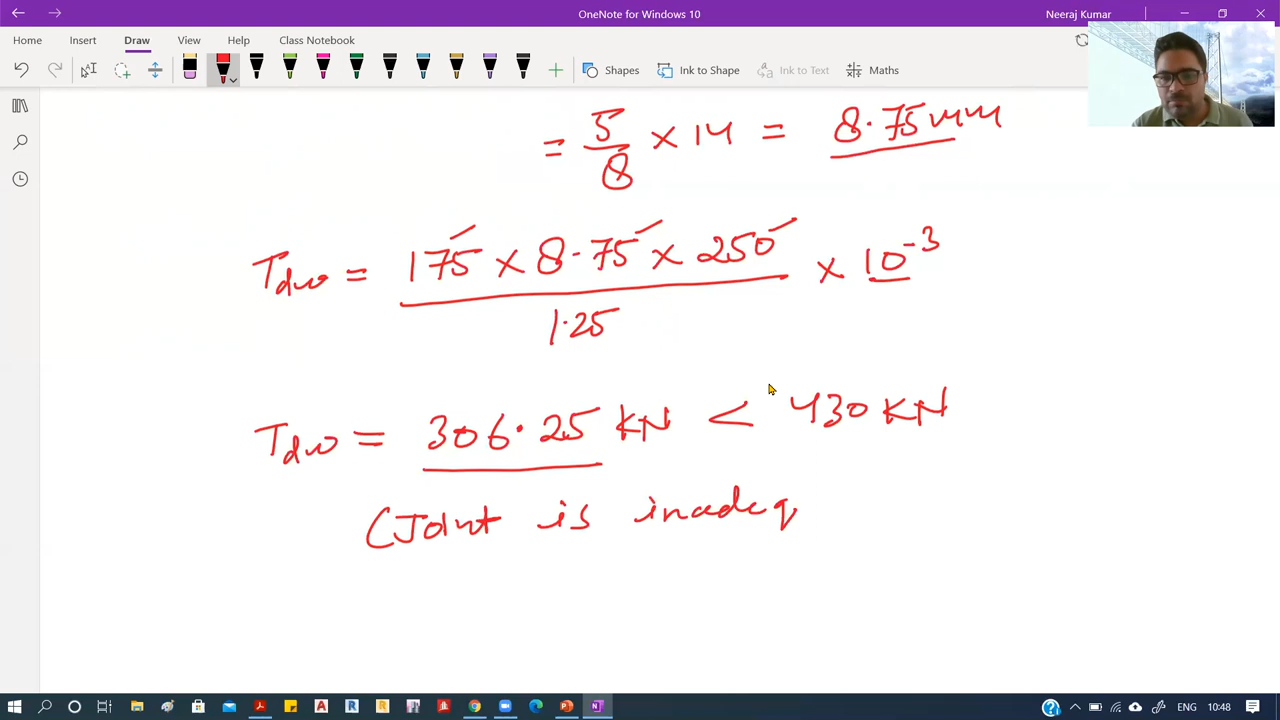 OneNote for Windows 10
Neeraj Kumar
Home Insert Draw View Help Class Notebook
Shapes Ink to Shape Ink to Text Maths
= 5/8 × 14 = 8.75mm
Tdw = 175 × 8.75 × 250 / 1.25 × 10⁻³
Tdw = 306.25 KN < 430 KN
(Joint is inadeq
ENG 10:48